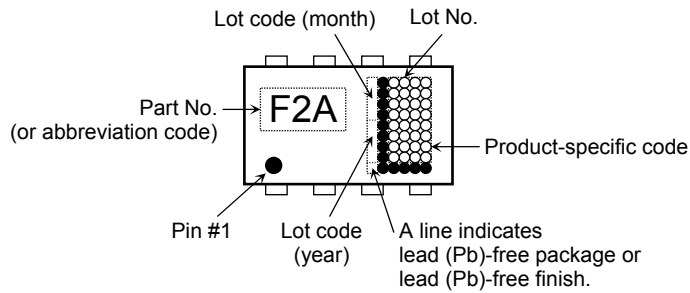 Lot code (month)
Lot No.
Part No.
(or abbreviation code)
F2A
Product-specific code
Pin #1
Lot code
(year)
A line indicates
lead (Pb)-free package or
lead (Pb)-free finish.